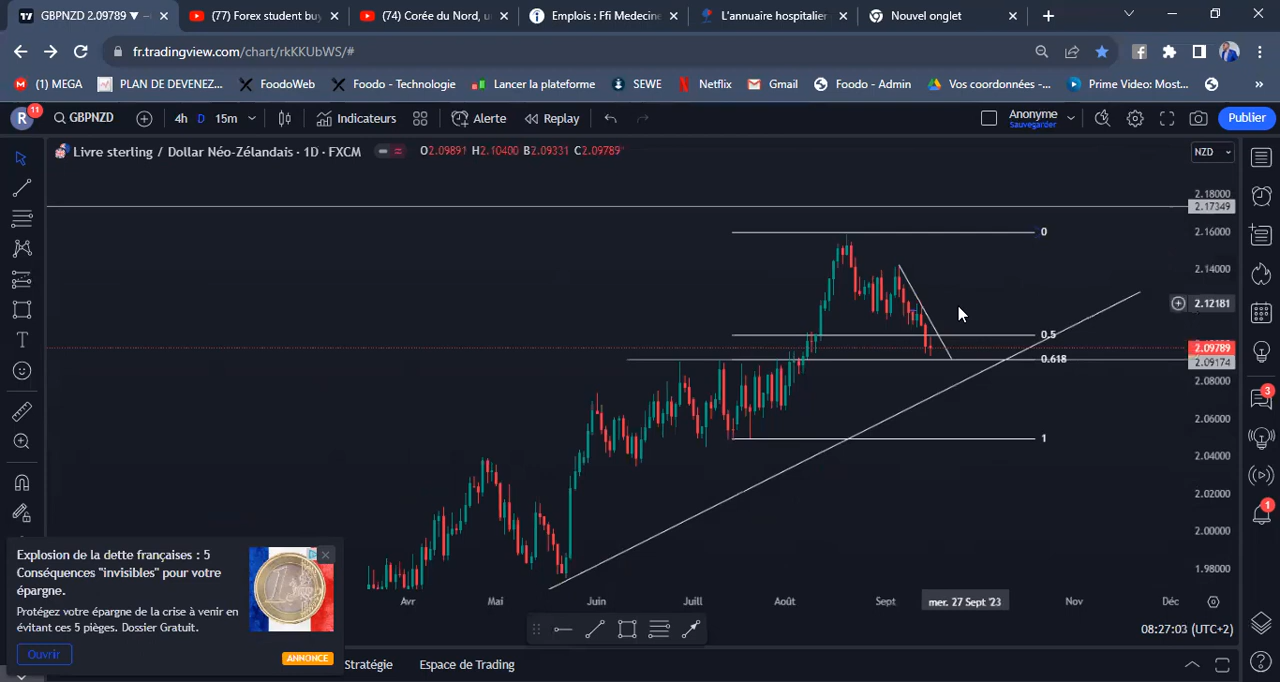 GBPNZD 2.09789 ▼ −
(77) Forex student bu
(74) Corée du Nord, u
Emplois : Ffi Medecine
L'annuaire hospitalier
Nouvel onglet
fr.tradingview.com/chart/rkKKUbWS/#
(1) MEGA
PLAN DE DEVENEZ...
FoodoWeb
Foodo - Technologie
Lancer la plateforme
SEWE
Netflix
Gmail
Foodo - Admin
Vos coordonnées -...
Prime Video: Most...
»
R
11
GBPNZD
4h
D
15m
Indicateurs
Alerte
Replay
Anonyme
Sauvegarder
Publier
Livre sterling / Dollar Néo-Zélandais · 1D · FXCM
O2.09891 H2.10400 B2.09331 C2.09789
NZD
2.18000
2.17349
2.16000
0
2.14000
2.12181
0.5
2.09789
2.09174
0.618
2.08000
2.06000
1
2.04000
2.02000
2.00000
1.98000
3
1
Explosion de la dette françaises : 5
Conséquences "invisibles" pour votre
épargne.
Protégez votre épargne de la crise à venir en
évitant ces 5 pièges. Dossier Gratuit.
Ouvrir
ANNONCE
Avr
Mai
Juin
Juill
Août
Sept
mer. 27 Sept '23
Nov
Déc
08:27:03 (UTC+2)
Stratégie
Espace de Trading